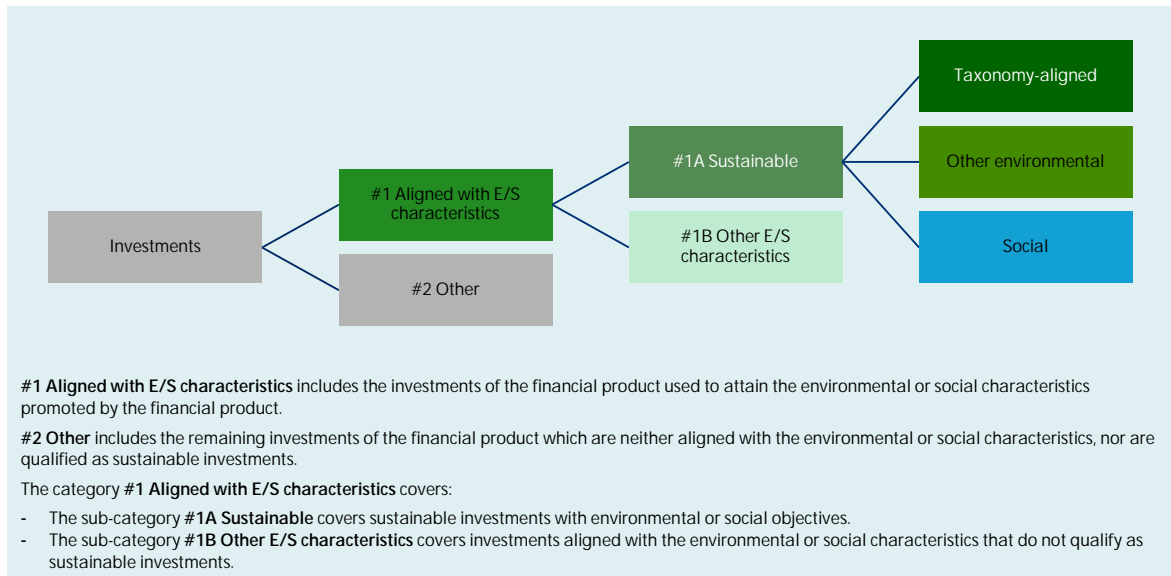 Taxonomy-aligned
#1A Sustainable
Other environmental
#1 Aligned with E/S
characteristics
Investments
#1B Other E/S
characteristics
Social
#2 Other
#1 Aligned with E/S characteristics includes the investments of the financial product used to attain the environmental or social characteristics
promoted by the financial product.
#2 Other includes the remaining investments of the financial product which are neither aligned with the environmental or social characteristics, nor are
qualified as sustainable investments.
The category #1 Aligned with E/S characteristics covers:
- The sub-category #1A Sustainable covers sustainable investments with environmental or social objectives.
- The sub-category #1B Other E/S characteristics covers investments aligned with the environmental or social characteristics that do not qualify as
sustainable investments.